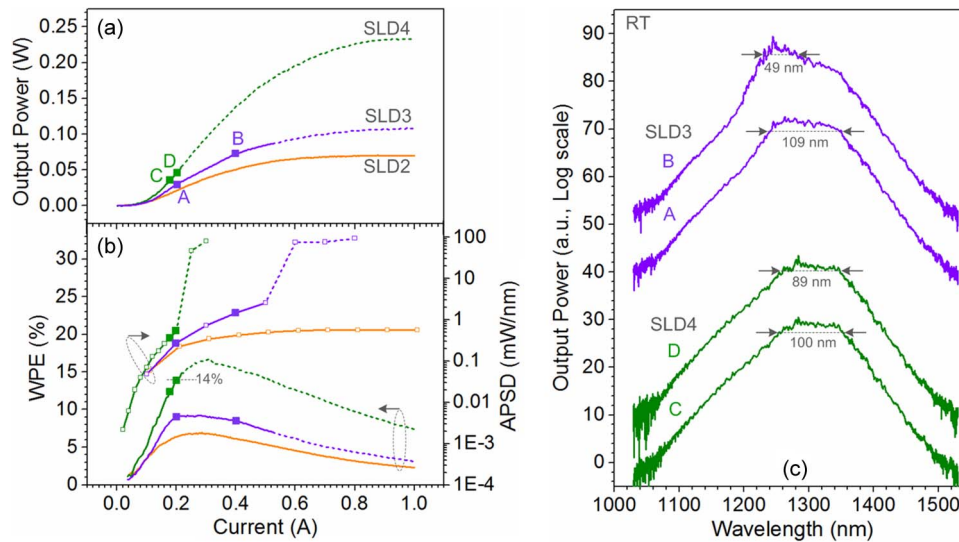 (a)
0.25
0.20
0.15
0.10
0.05
0.00
Output Power (W)
SLD4
SLD3
SLD2
B
D
C
A
(b)
35
30
25
20
15
10
5
0
WPE (%)
14%
100
10
1
0.1
0.01
1E-3
1E-4
APSD (mW/nm)
0.0 0.2 0.4 0.6 0.8 1.0
Current (A)
RT
90
80
70
60
50
40
30
20
10
0
Output Power (a.u., Log scale)
49 nm
SLD3
109 nm
B
A
89 nm
SLD4
100 nm
D
C
(c)
1000 1100 1200 1300 1400 1500
Wavelength (nm)